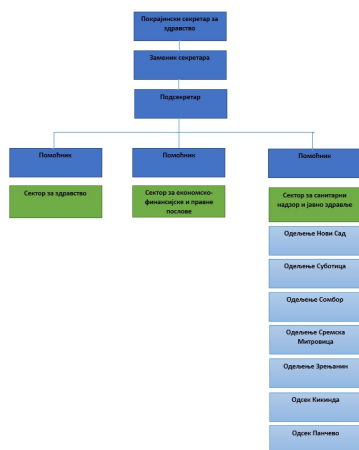 Покрајински секретар за
здравство
Заменик секретара
Подсекретар
Помоћник
Помоћник
Помоћник
Сектор за здравство
Сектор за економско-
финансијске и правне
послове
Сектор за санитарни
надзор и јавно здравље
Одељење Нови Сад
Одељење Суботица
Одељење Сомбор
Одељење Сремска
Митровица
Одељење Зрењанин
Одсек Кикинда
Одсек Панчево